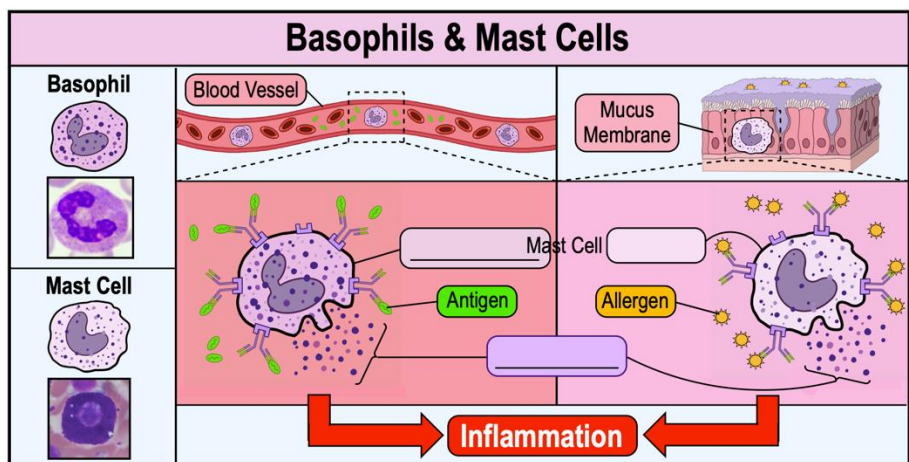 Basophils & Mast Cells
Basophil
Mast Cell
Blood Vessel
Mucus
Membrane
Mast Cell
Antigen
Allergen
Inflammation